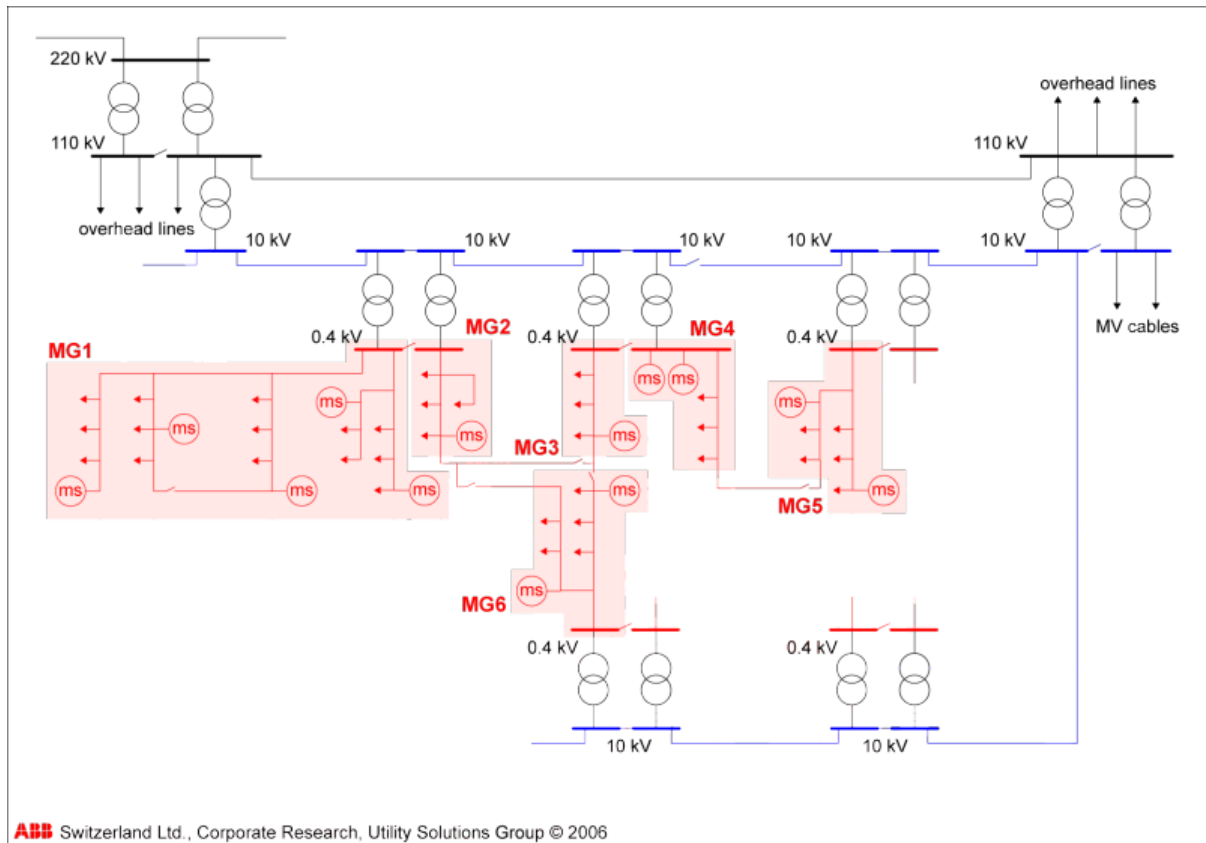 220 kV
overhead lines
110 kV
110 kV
overhead lines
10 kV
10 kV
10 kV
10 kV
10 kV
MV cables
0.4 kV
MG2
0.4 kV
MG4
0.4 kV
MG1
ms
ms
ms
ms
ms
ms
ms
MG3
ms
ms
ms
ms
ms
ms
MG5
ms
MG6
0.4 kV
0.4 kV
10 kV
10 kV
ABB Switzerland Ltd., Corporate Research, Utility Solutions Group © 2006